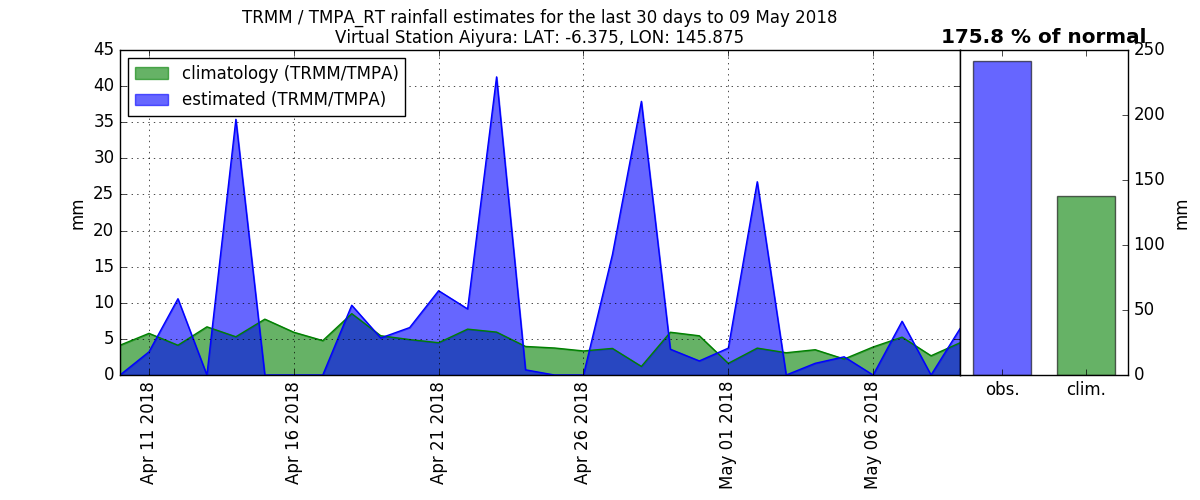 TRMM / TMPA_RT rainfall estimates for the last 30 days to 09 May 2018
Virtual Station Aiyura: LAT: -6.375, LON: 145.875
175.8 % of normal
climatology (TRMM/TMPA)
estimated (TRMM/TMPA)
45
40
35
30
25
20
15
10
5
0
mm
Apr 11 2018
Apr 16 2018
Apr 21 2018
Apr 26 2018
May 01 2018
May 06 2018
250
200
150
100
50
0
mm
obs.
clim.